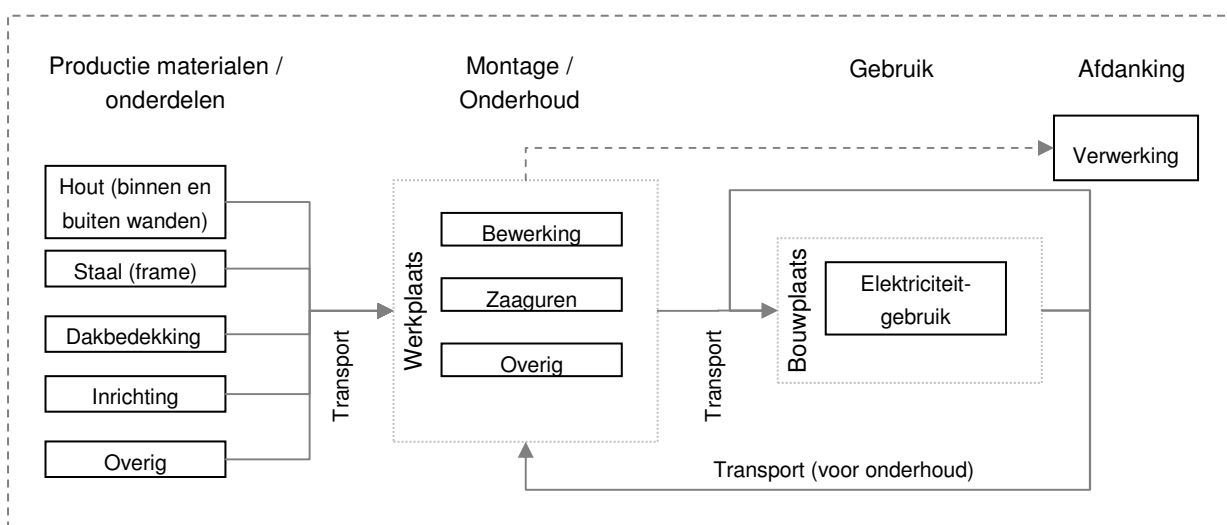 Productie materialen /
onderdelen
Montage /
Onderhoud
Gebruik
Afdanking
Verwerking
Hout (binnen en
buiten wanden)
Staal (frame)
Dakbedekking
Inrichting
Overig
Transport
Werkplaats
Bewerking
Zaaguren
Overig
Transport
Bouwplaats
Elektriciteit-
gebruik
Transport (voor onderhoud)